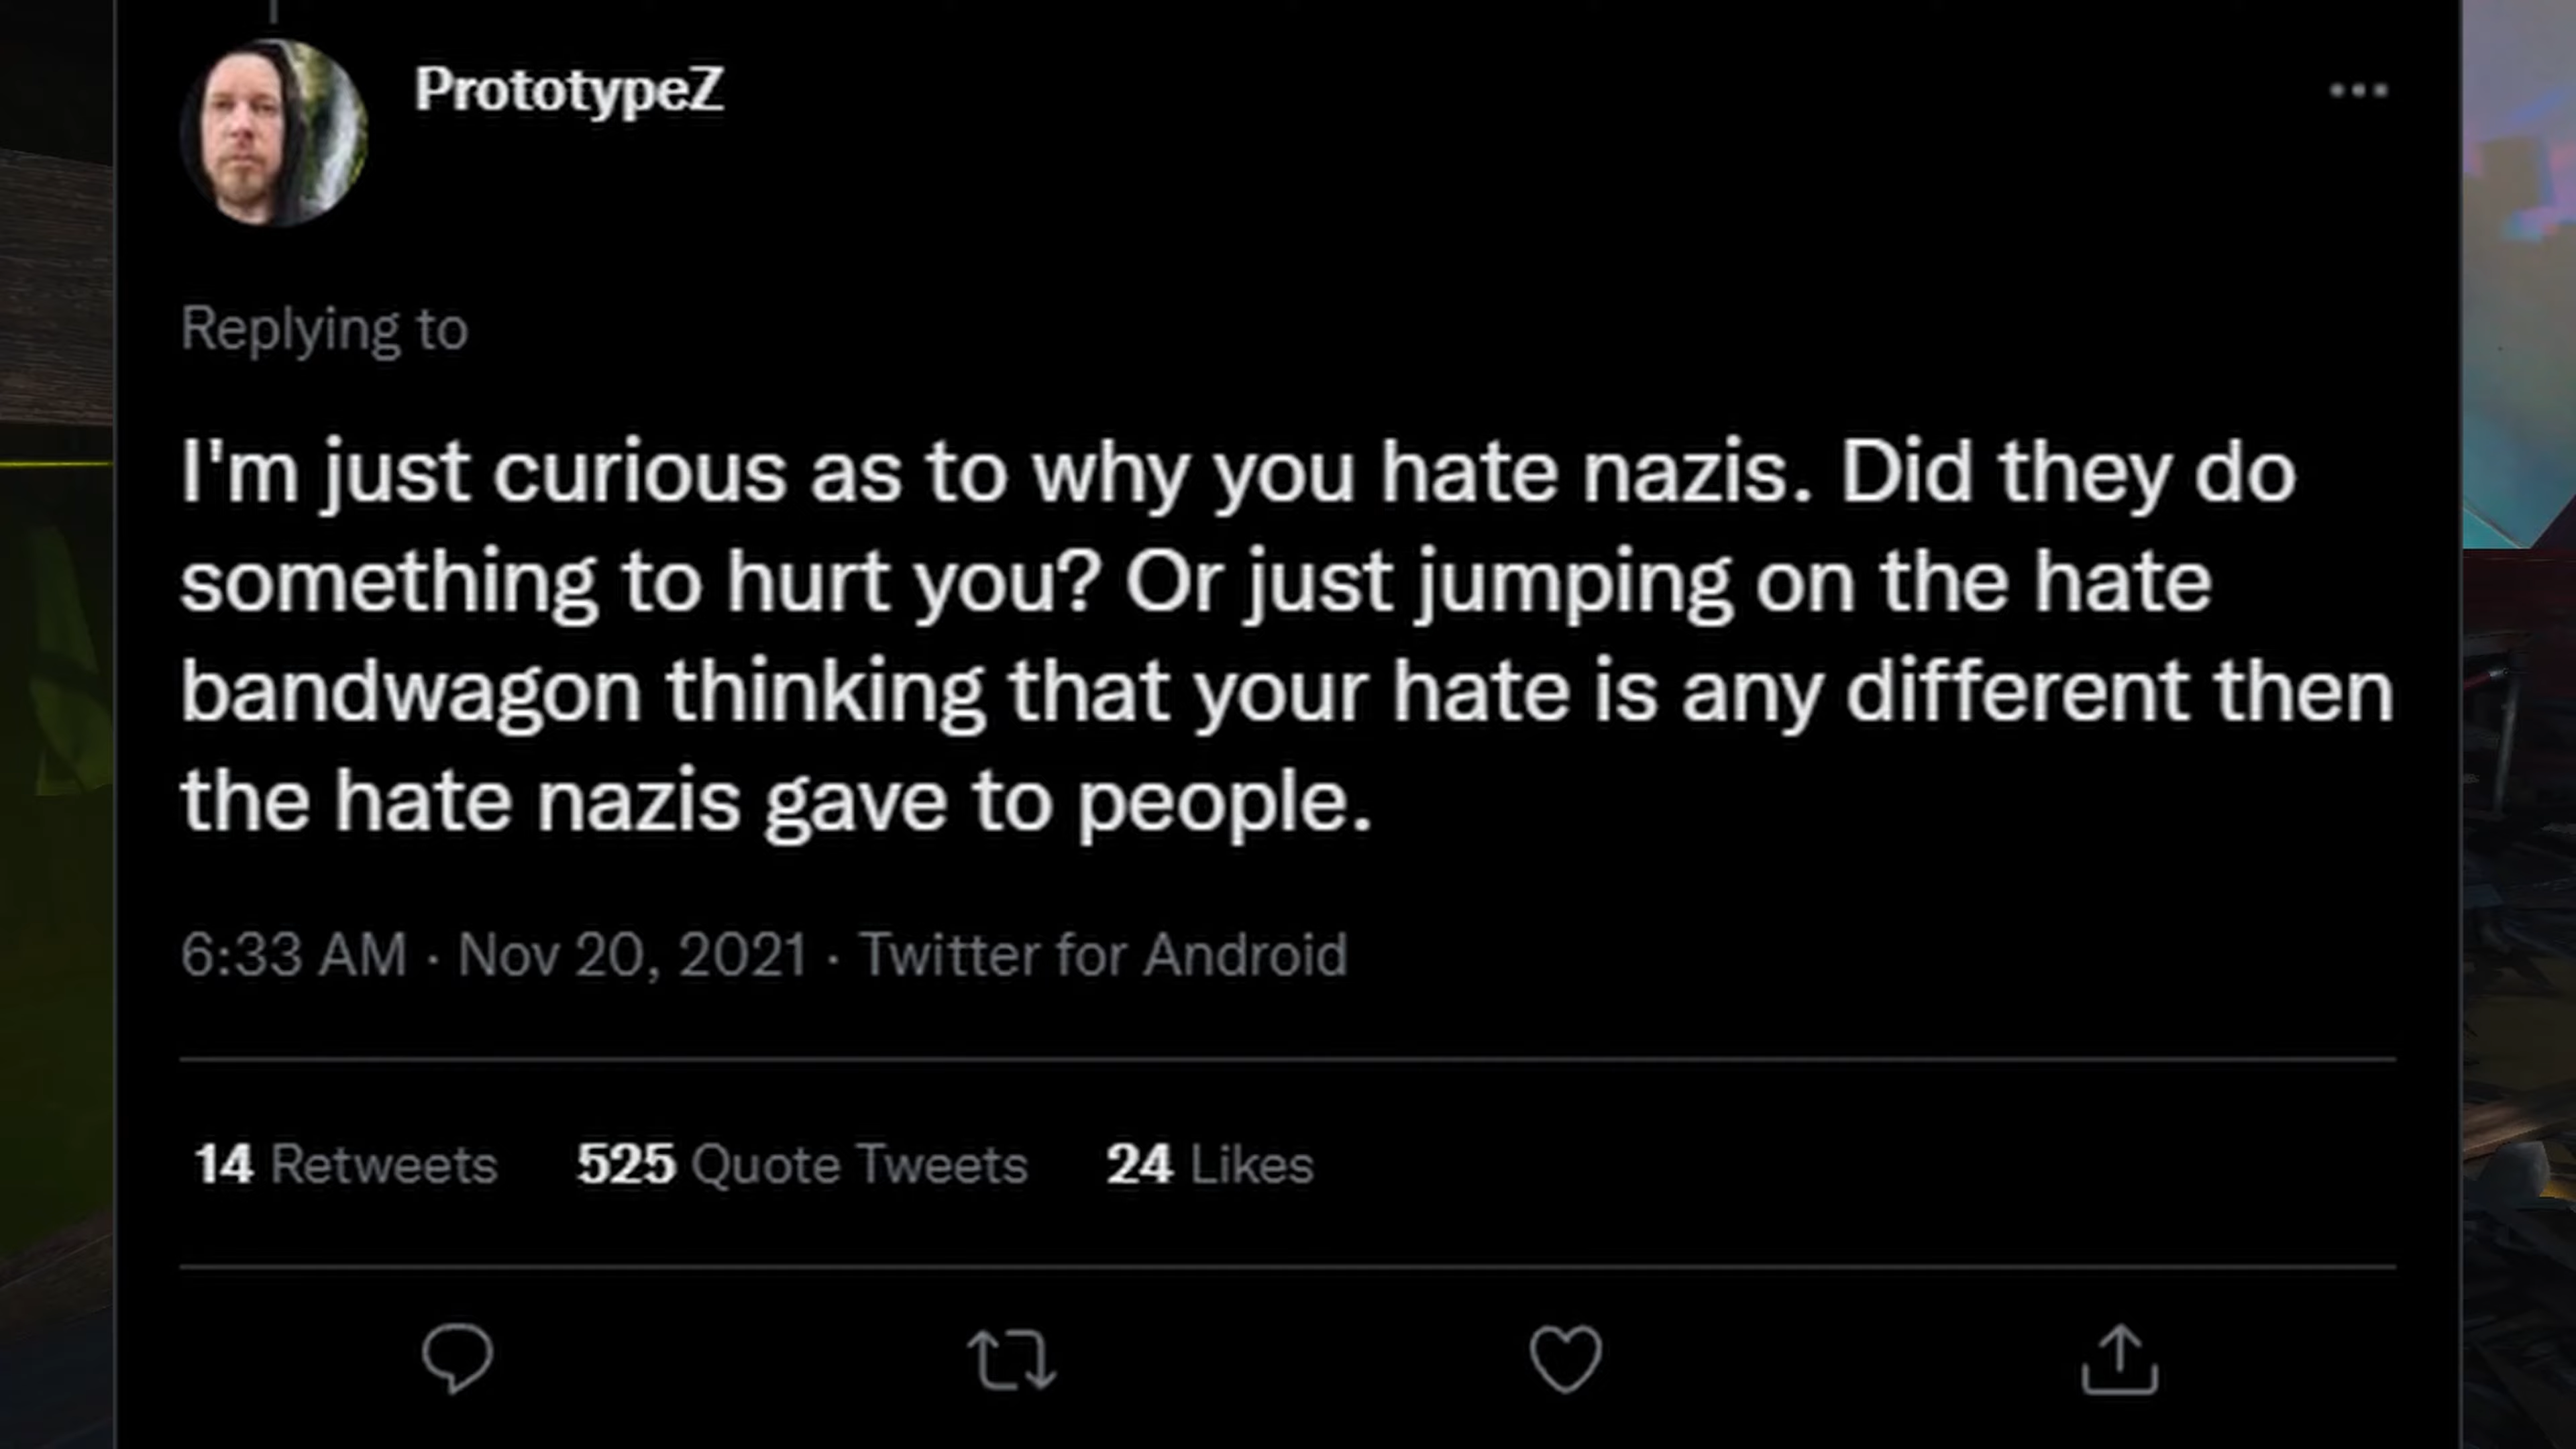 PrototypeZ
Replying to
I'm just curious as to why you hate nazis. Did they do
something to hurt you? Or just jumping on the hate
bandwagon thinking that your hate is any different then
the hate nazis gave to people.
6:33 AM · Nov 20, 2021 · Twitter for Android
14 Retweets 525 Quote Tweets 24 Likes